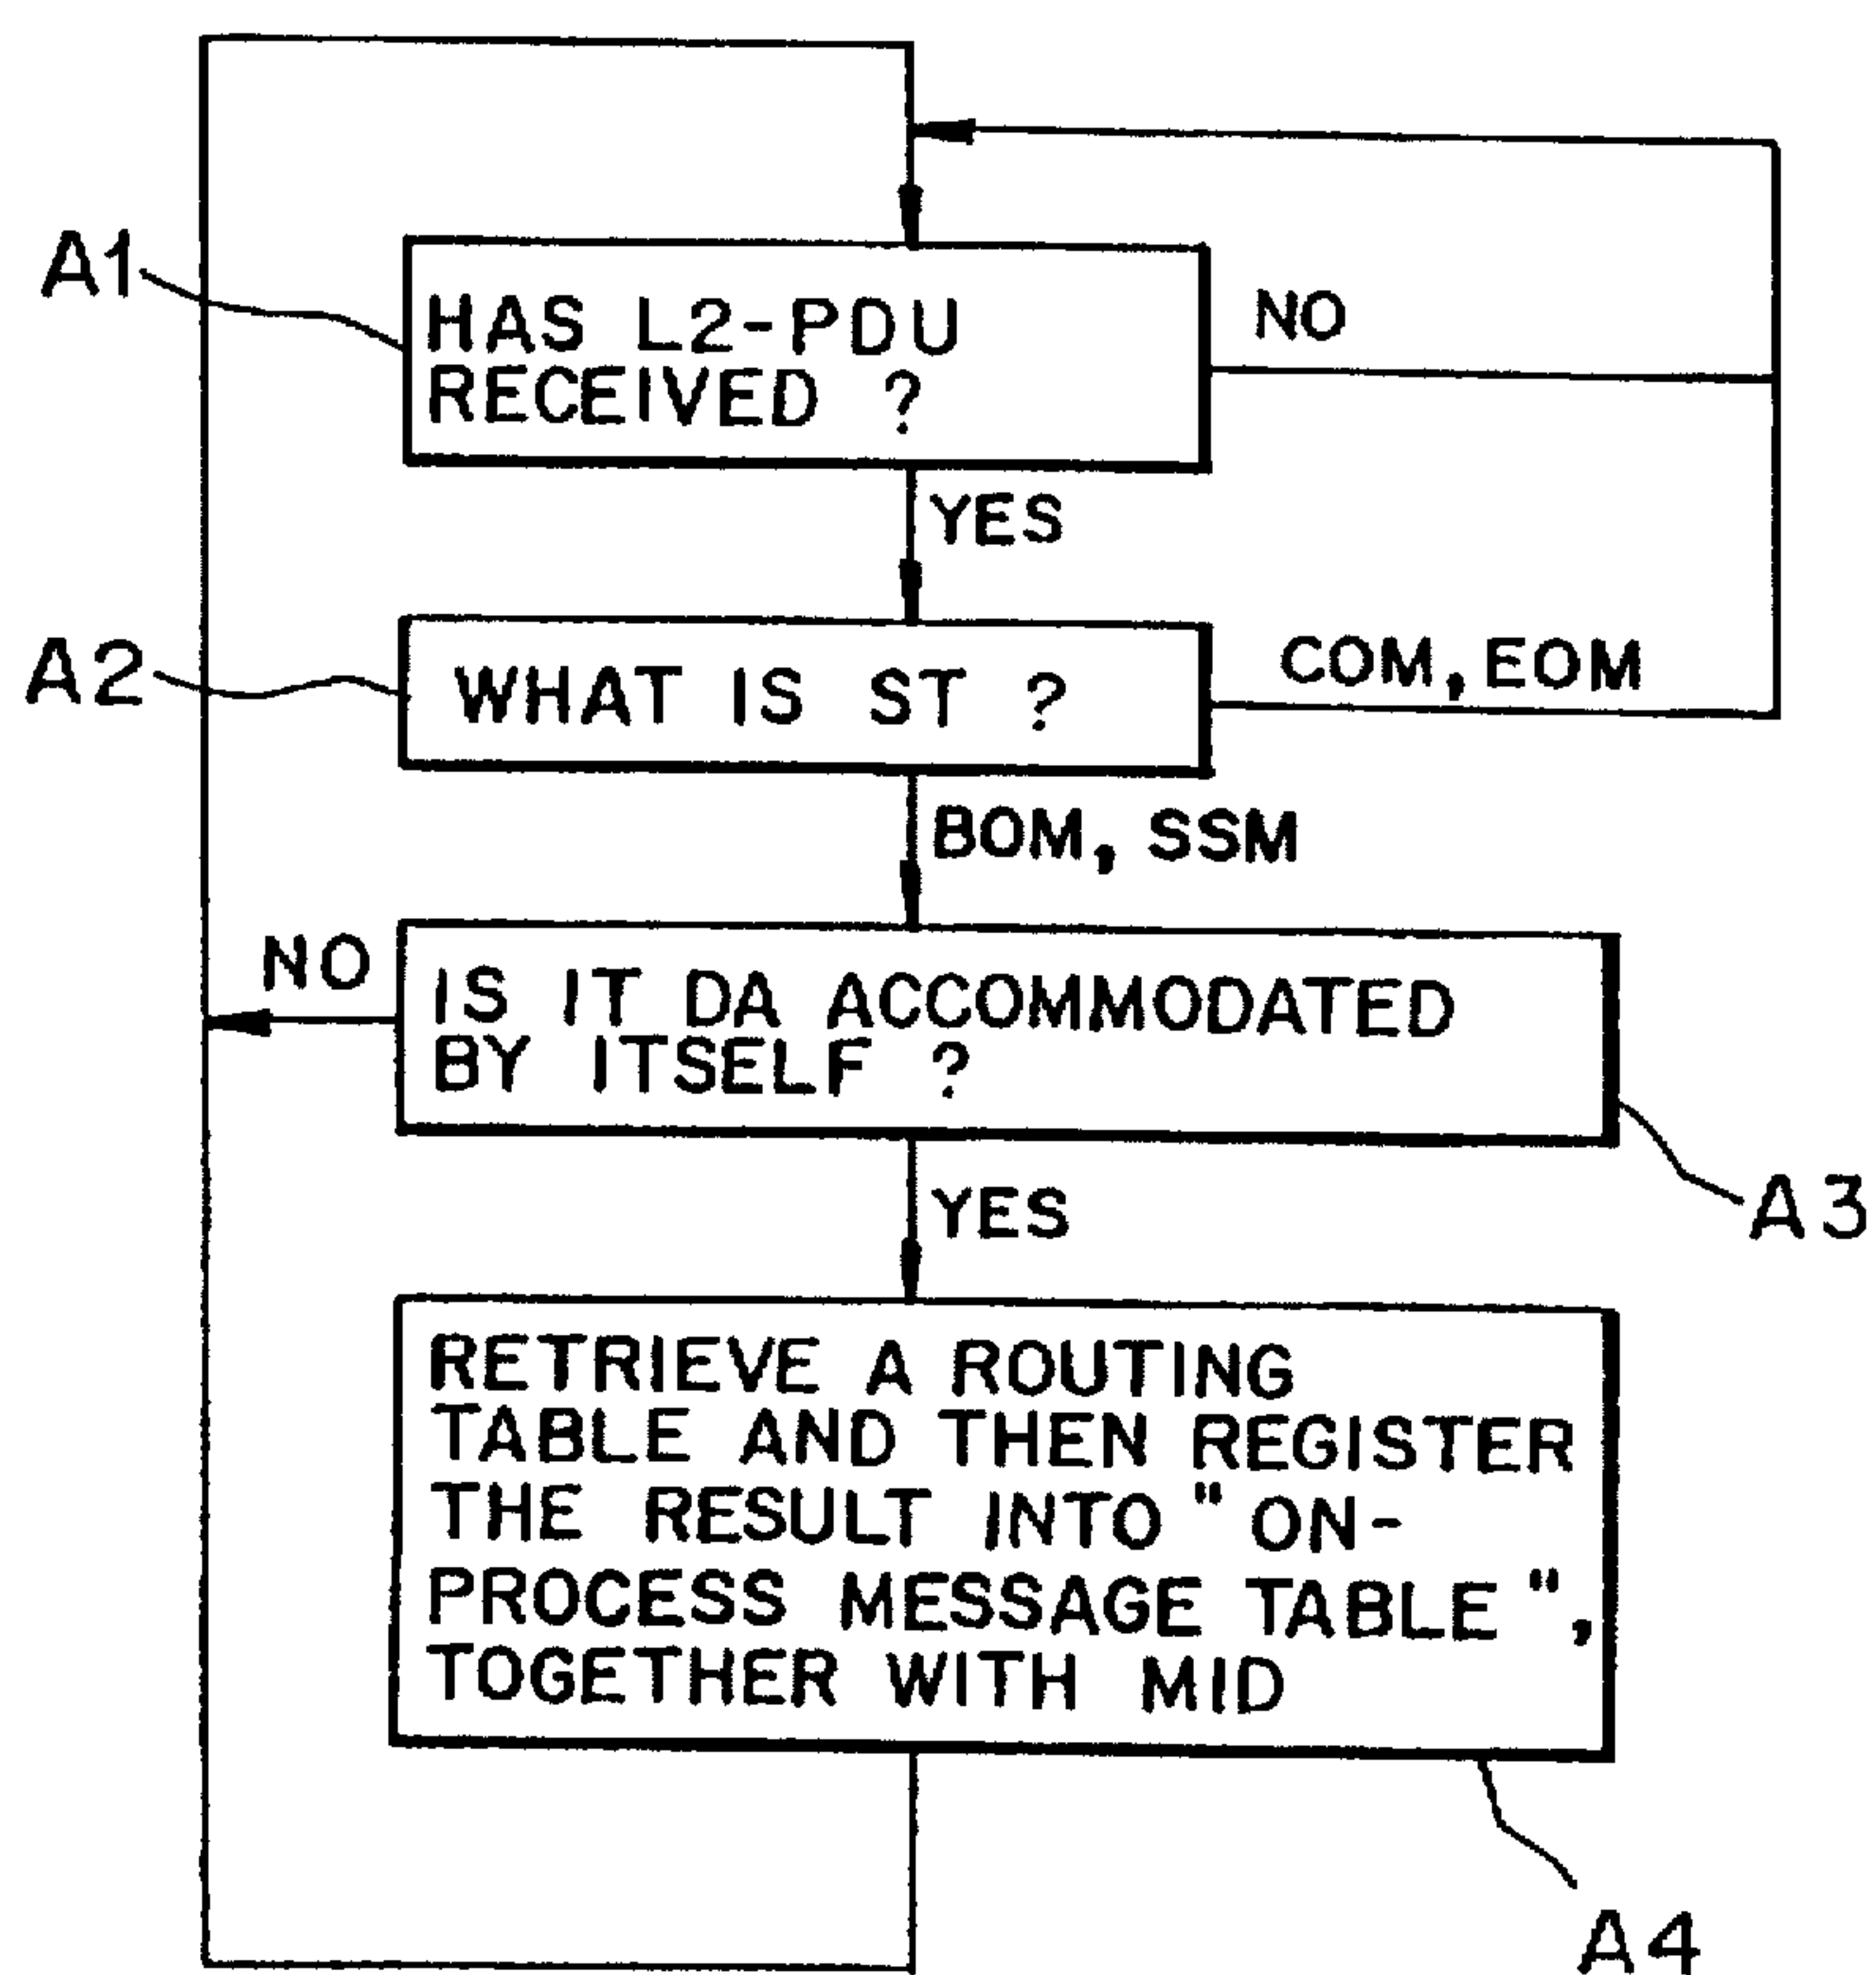 A1
HAS L2-PDU
RECEIVED ?
NO
YES
A2
WHAT IS ST ?
COM, EOM
BOM, SSM
NO
IS IT DA ACCOMMODATED
BY ITSELF ?
A3
YES
RETRIEVE A ROUTING
TABLE AND THEN REGISTER
THE RESULT INTO "ON-
PROCESS MESSAGE TABLE",
TOGETHER WITH MID
A4